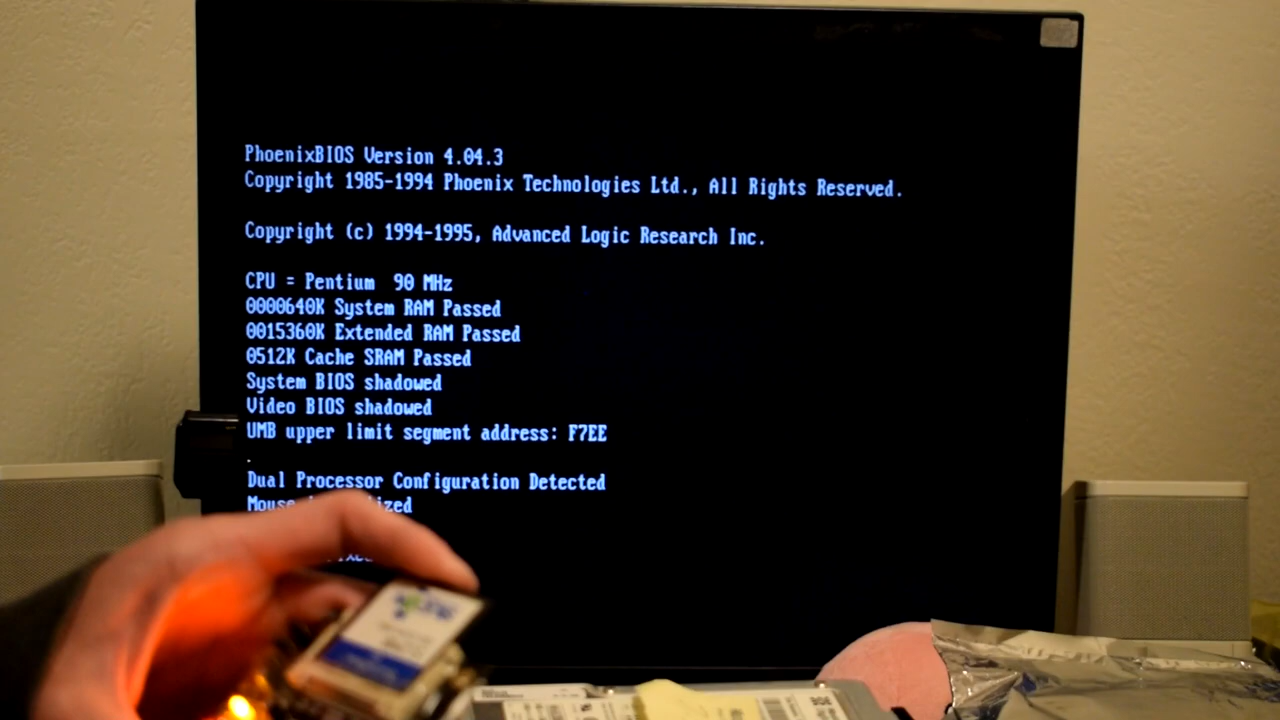 PhoenixBIOS Version 4.04.3
Copyright 1985-1994 Phoenix Technologies Ltd., All Rights Reserved.
Copyright (c) 1994-1995, Advanced Logic Research Inc.
CPU = Pentium 90 MHz
0000640K System RAM Passed
0015360K Extended RAM Passed
0512K Cache SRAM Passed
System BIOS shadowed
Video BIOS shadowed
UMB upper limit segment address: F7EE
.
Dual Processor Configuration Detected
Mouse